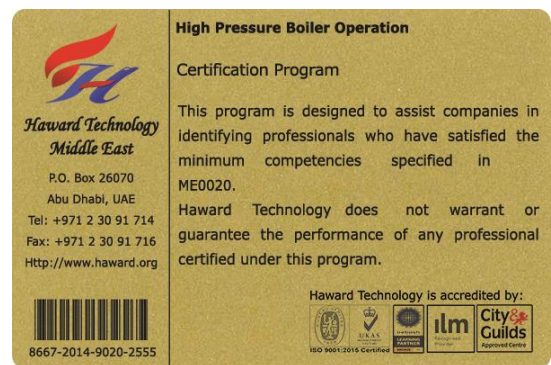 Haward Technology
Middle East
P.O. Box 26070
Abu Dhabi, UAE
Tel: +971 2 30 91 714
Fax: +971 2 30 91 716
Http://www.haward.org
8667-2014-9020-2555
High Pressure Boiler Operation
Certification Program
This program is designed to assist companies in
identifying professionals who have satisfied the
minimum competencies specified in
ME0020.
Haward Technology does not warrant or
guarantee the performance of any professional
certified under this program.
Haward Technology is accredited by:
UKAS
ISO 9001:2015 Certified
LEARNING
PARTNER
ilm
City&
Guilds
Approved Centre